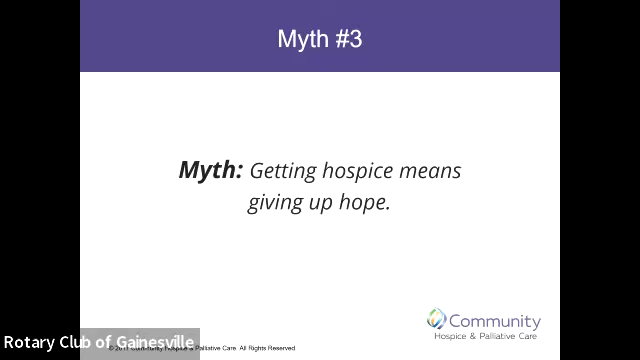 Myth #3
Myth: Getting hospice means
giving up hope.
Community
Hospice & Palliative Care
Rotary Club of Gainesville
Community Hospice & Palliative Care All Rights Reserved